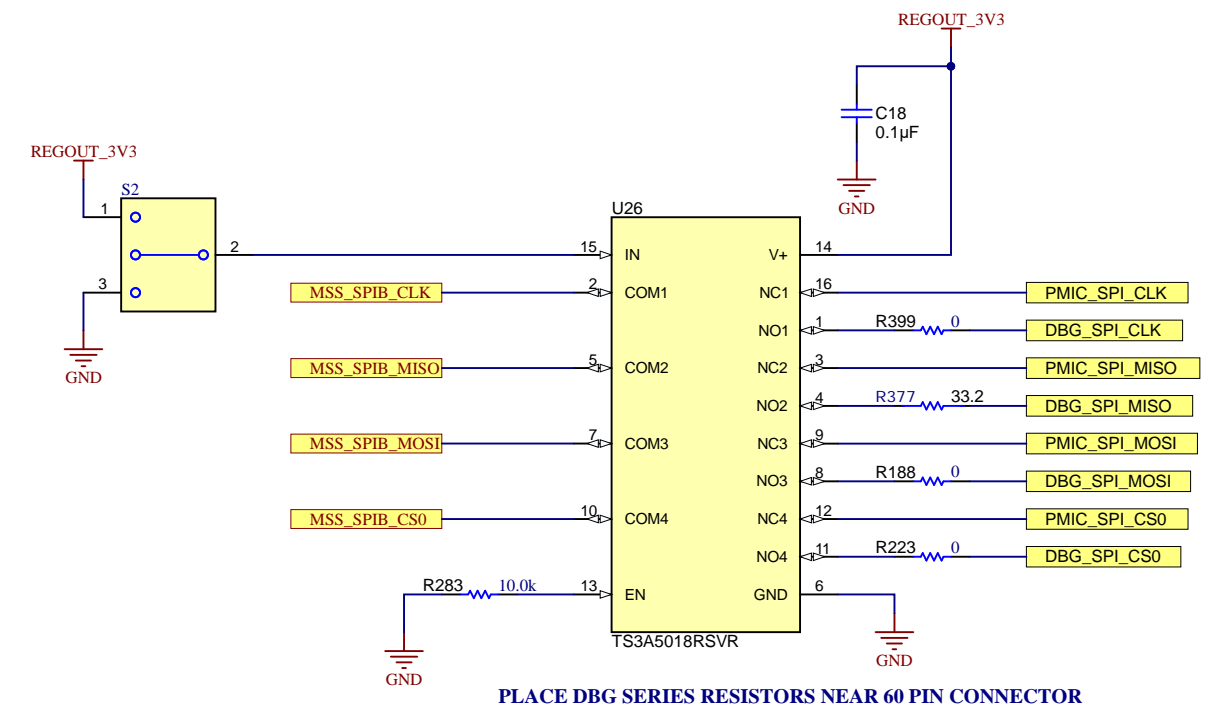 REGOUT_3V3
C18
0.1µF
REGOUT_3V3
S2
1
2
3
GND
GND
U26
15 IN V+ 14
MSS_SPIB_CLK 2 COM1 NC1 16 PMIC_SPI_CLK
NO1 1 R399 0 DBG_SPI_CLK
MSS_SPIB_MISO 5 COM2 NC2 3 PMIC_SPI_MISO
NO2 4 R377 33.2 DBG_SPI_MISO
MSS_SPIB_MOSI 7 COM3 NC3 9 PMIC_SPI_MOSI
NO3 8 R188 0 DBG_SPI_MOSI
MSS_SPIB_CS0 10 COM4 NC4 12 PMIC_SPI_CS0
NO4 11 R223 0 DBG_SPI_CS0
R283 10.0k 13 EN GND 6
TS3A5018RSVR
GND
GND
PLACE DBG SERIES RESISTORS NEAR 60 PIN CONNECTOR